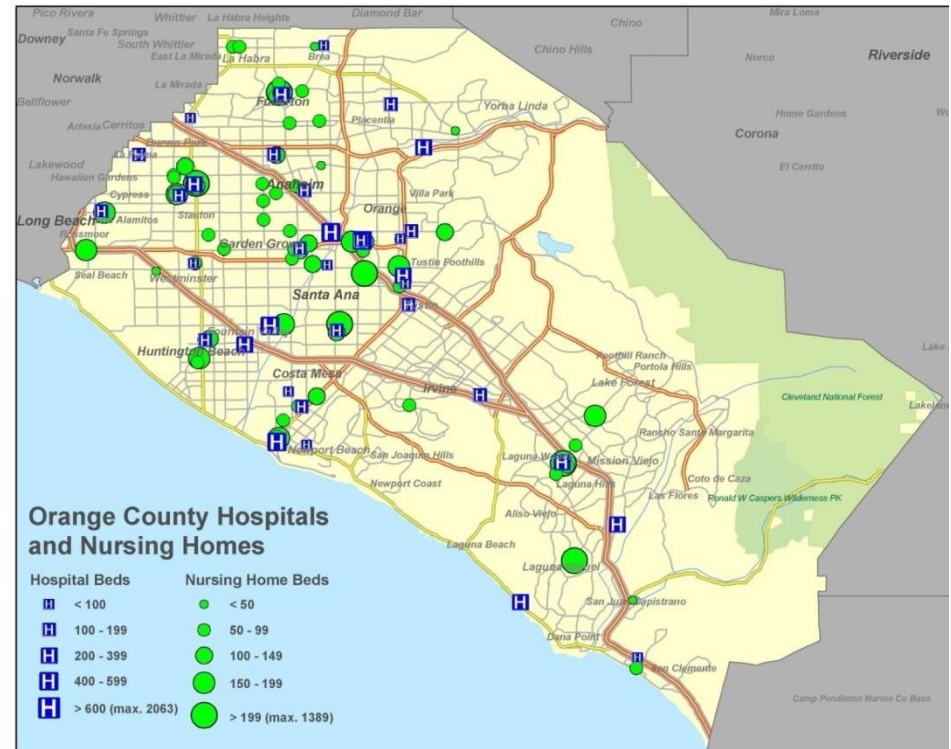 Pico Rivera
Whittier
La Habra Heights
Diamond Bar
Mira Loma
Santa Fe Springs
Chino
Downey
South Whittier
East La Mirada
La Habra
Brea
Chino Hills
Norco
Riverside
Norwalk
La Mirada
Bellflower
Fullerton
Yorba Linda
Home Gardens
Artesia
Cerritos
Placentia
Corona
Buena Park
Lakewood
Hawaiian Gardens
El Cerrito
Cypress
Anaheim
Villa Park
Stanton
Orange
Long Beach
Alamitos
Rossmoor
Garden Grove
Seal Beach
Westminster
Tustin Foothills
Santa Ana
Tustin
Fountain Valley
Huntington Beach
Foothill Ranch
Portola Hills
Costa Mesa
Irvine
Lake Forest
Cleveland National Forest
Lakeland
Rancho Santa Margarita
Newport Beach
San Joaquin Hills
Laguna Woods
Mission Viejo
Newport Coast
Laguna Hills
Coto de Caza
Las Flores
Ronald W Caspers Wilderness PK
Aliso Viejo
Laguna Beach
Laguna Niguel
San Juan Capistrano
Dana Point
San Clemente
Camp Pendleton Marine Co Base
Orange County Hospitals
and Nursing Homes
Hospital Beds
Nursing Home Beds
H < 100
< 50
H 100 - 199
50 - 99
H 200 - 399
100 - 149
H 400 - 599
150 - 199
H > 600 (max. 2063)
> 199 (max. 1389)